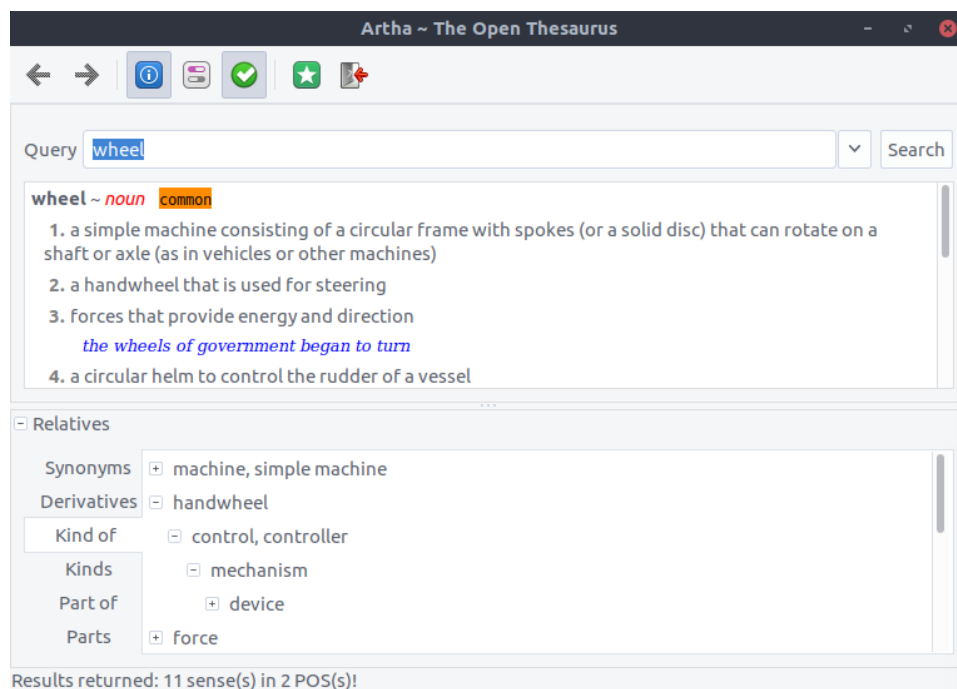 Artha ~ The Open Thesaurus
Query wheel Search
wheel ~ noun common
1. a simple machine consisting of a circular frame with spokes (or a solid disc) that can rotate on a
shaft or axle (as in vehicles or other machines)
2. a handwheel that is used for steering
3. forces that provide energy and direction
the wheels of government began to turn
4. a circular helm to control the rudder of a vessel
Relatives
Synonyms machine, simple machine
Derivatives handwheel
Kind of control, controller
Kinds mechanism
Part of device
Parts force
Results returned: 11 sense(s) in 2 POS(s)!